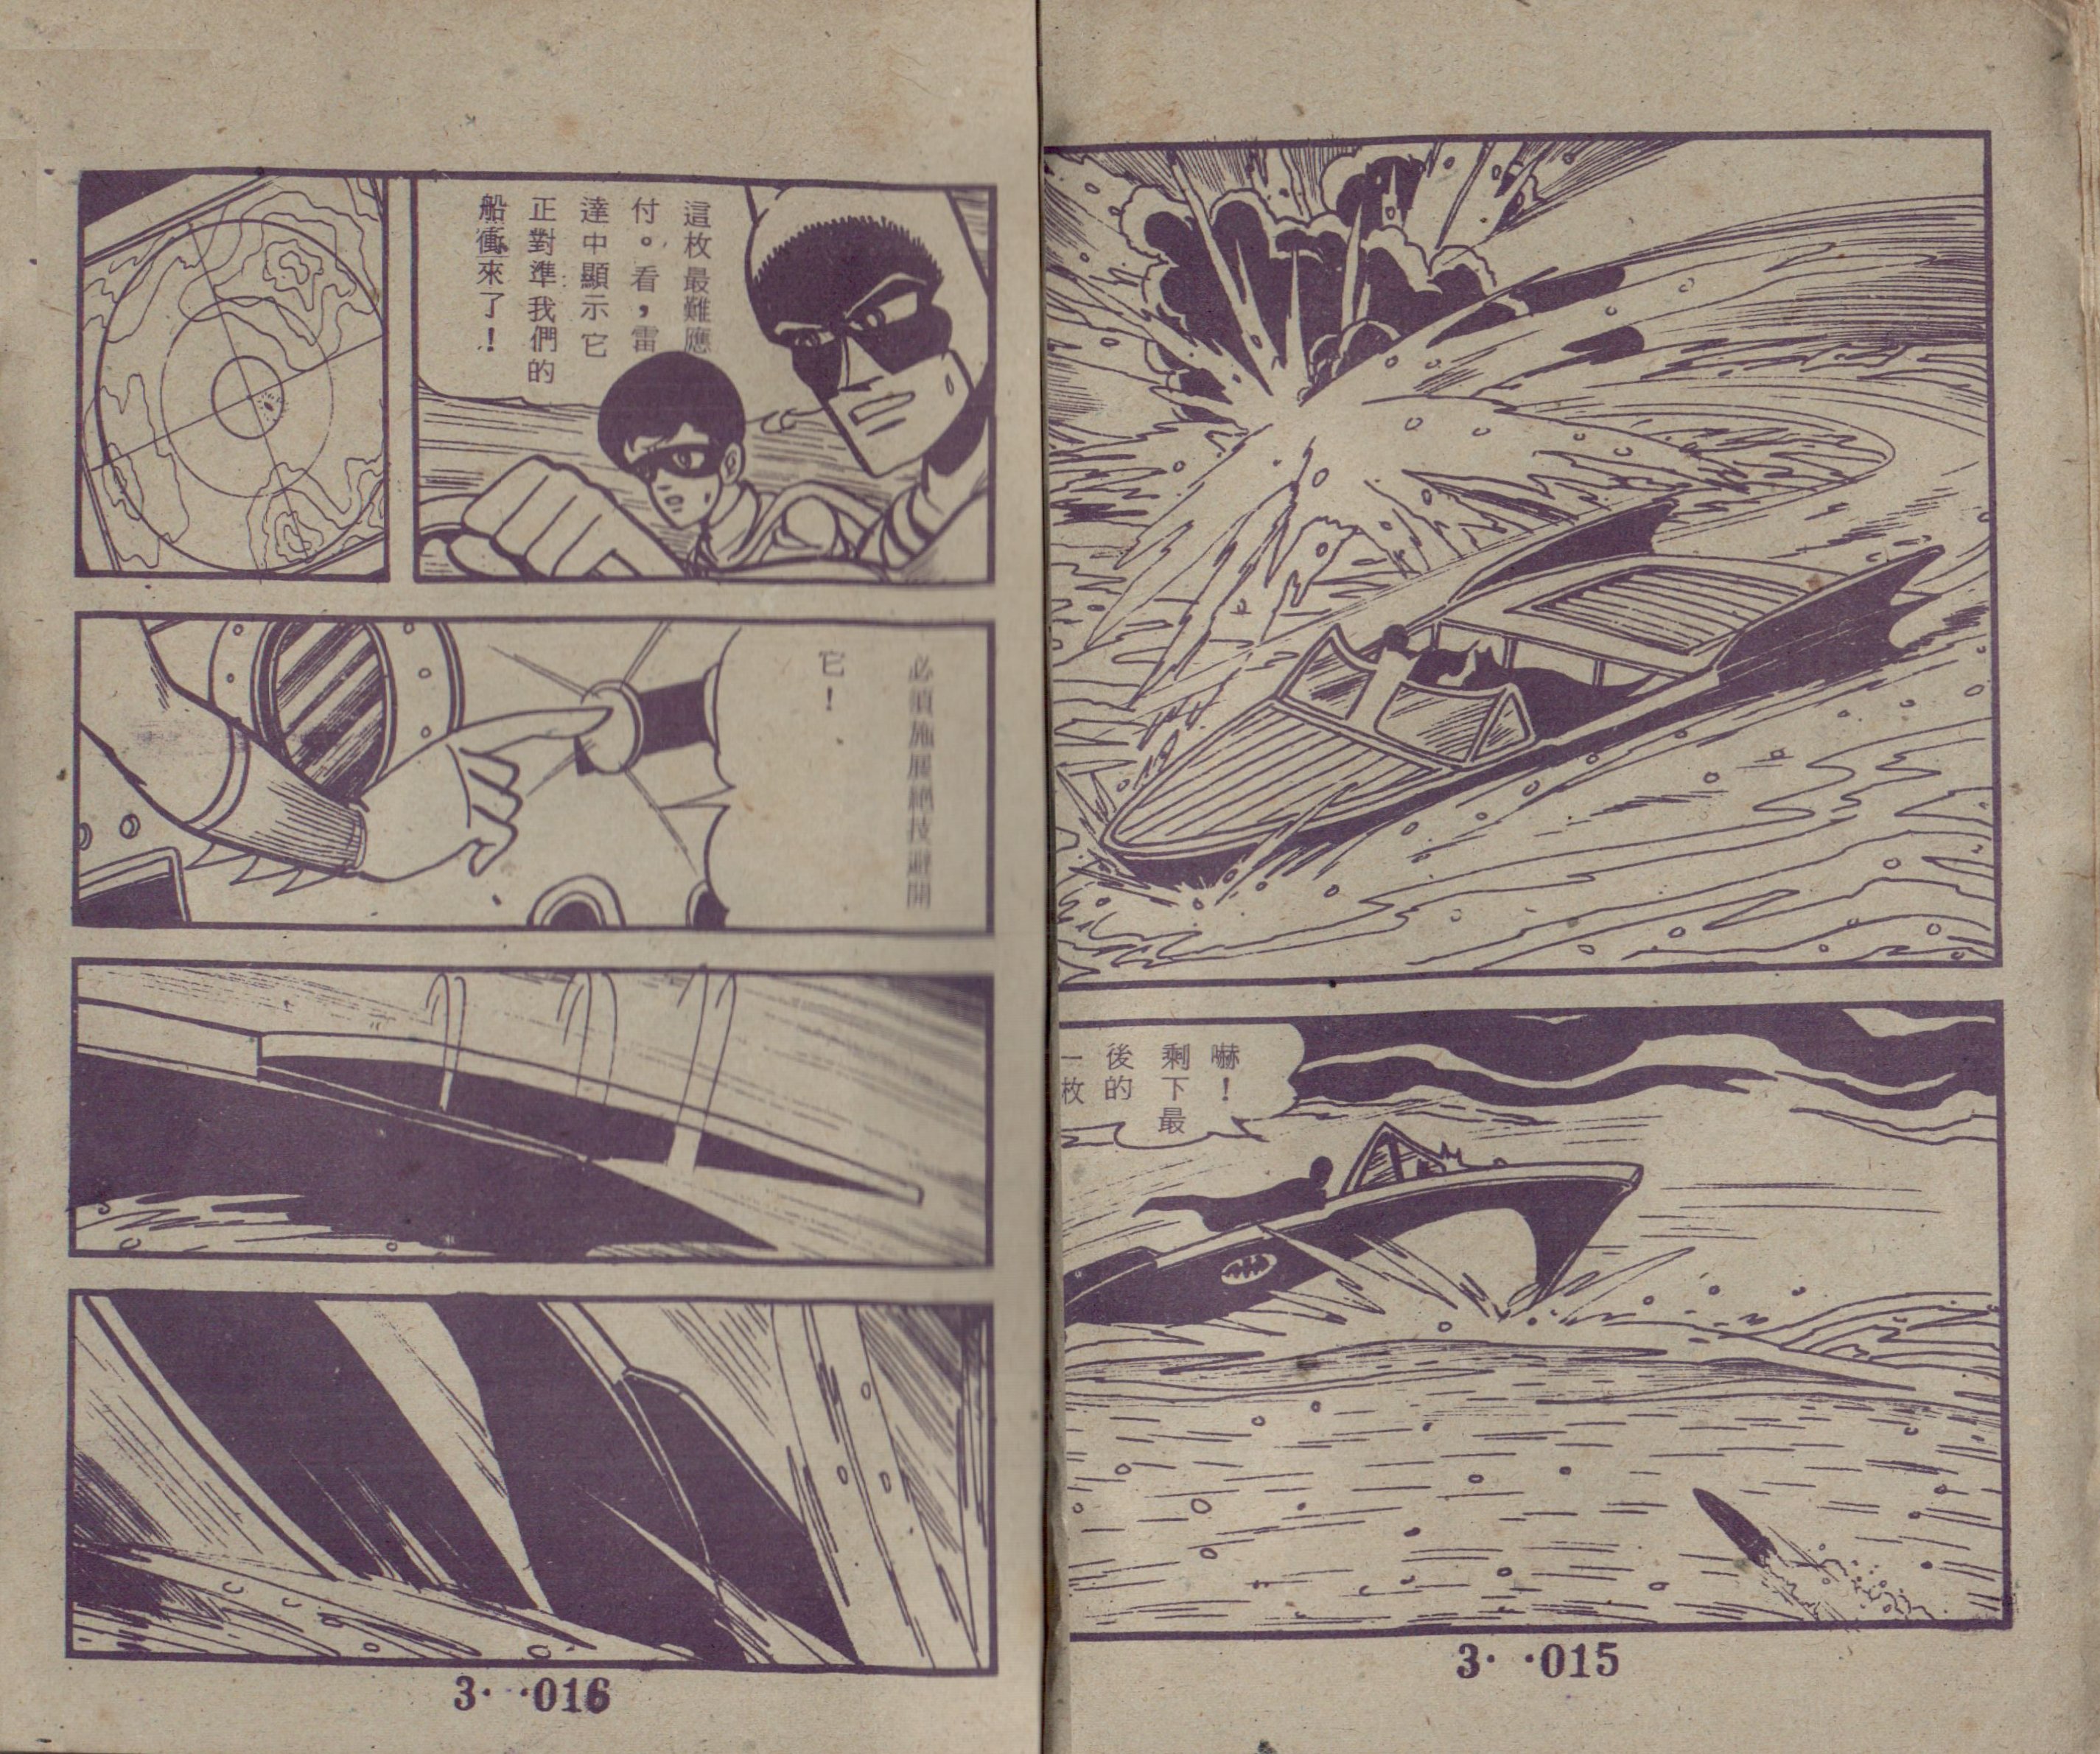 嚇！
剩下最
後的
一枚
3··015
這枚最難應
付。看，雷
達中顯示它
正對準我們的
船衝來了！
必須施展絕技避開
它！
3··016